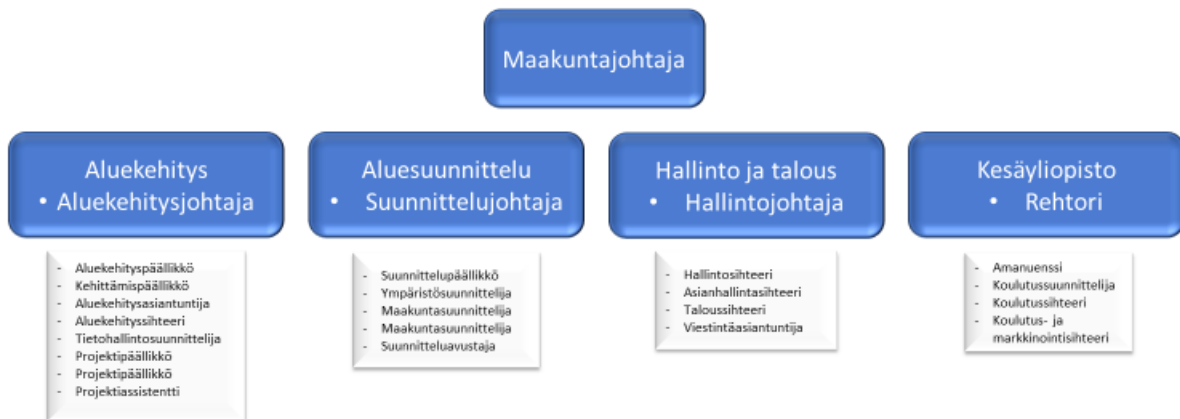 Maakuntajohtaja
Aluekehitys
• Aluekehitysjohtaja
Aluesuunnittelu
• Suunnittelujohtaja
Hallinto ja talous
• Hallintojohtaja
Kesäyliopisto
• Rehtori
- Aluekehityspäällikkö
- Kehittämispäällikkö
- Aluekehitysasiantuntija
- Aluekehityssihteeri
- Tietohallintosuunnittelija
- Projektipäällikkö
- Projektipäällikkö
- Projektiassistentti
- Suunnittelupäällikkö
- Ympäristösuunnittelija
- Maakuntasuunnittelija
- Maakuntasuunnittelija
- Suunnitteluavustaja
- Hallintosihteeri
- Asianhallintasihteeri
- Taloussihteeri
- Viestintäasiantuntija
- Amanuenssi
- Koulutussuunnittelija
- Koulutussihteeri
- Koulutus- ja
markkinointisihteeri